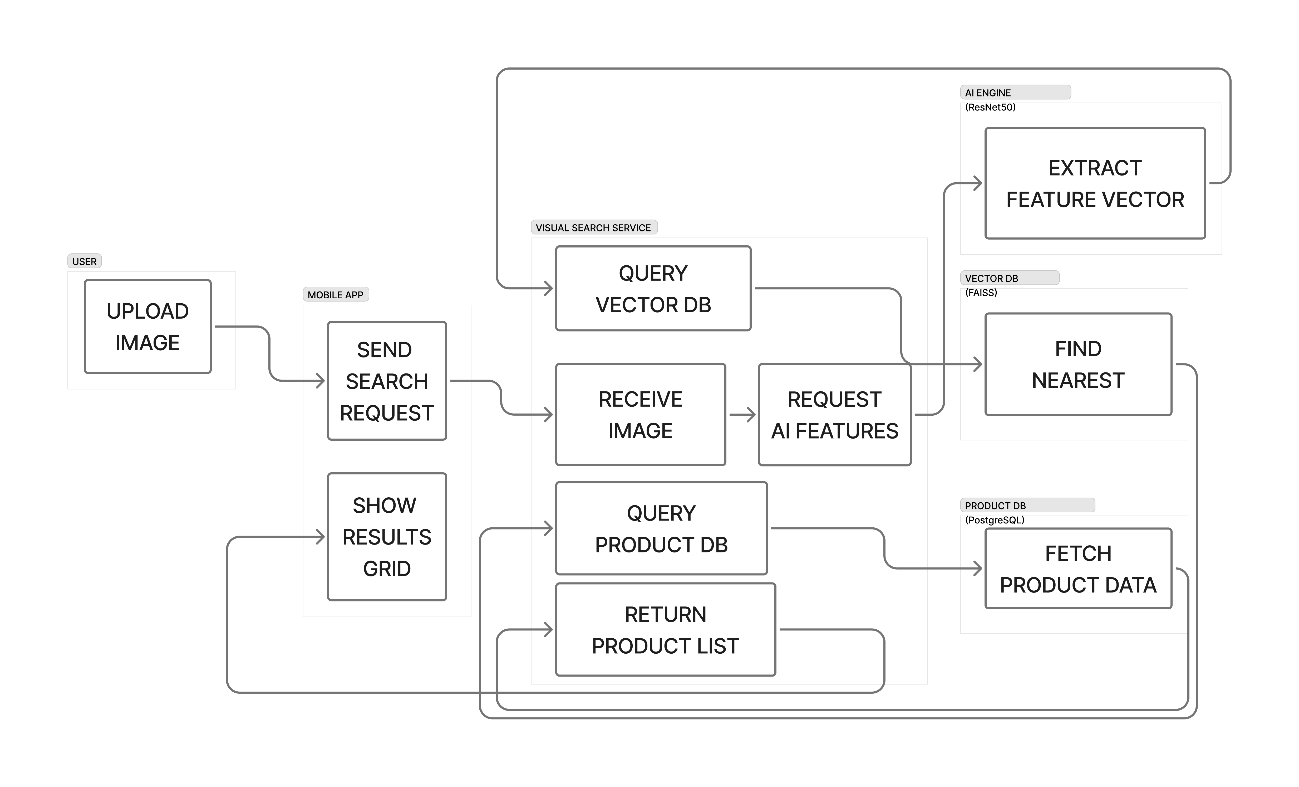 USER
UPLOAD
IMAGE
MOBILE APP
SEND
SEARCH
REQUEST
SHOW
RESULTS
GRID
VISUAL SEARCH SERVICE
QUERY
VECTOR DB
RECEIVE
IMAGE
REQUEST
AI FEATURES
QUERY
PRODUCT DB
RETURN
PRODUCT LIST
AI ENGINE
(ResNet50)
EXTRACT
FEATURE VECTOR
VECTOR DB
(FAISS)
FIND
NEAREST
PRODUCT DB
(PostgreSQL)
FETCH
PRODUCT DATA